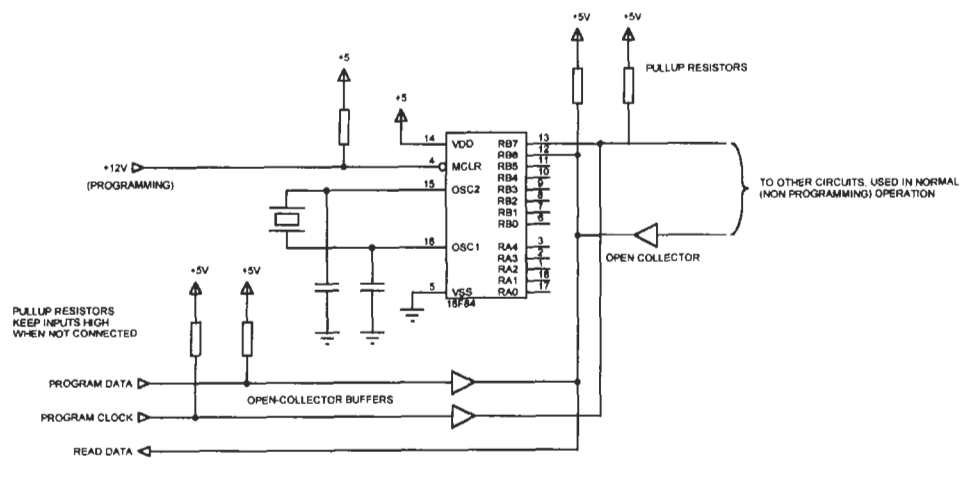 +5V
+5V
PULLUP RESISTORS
+5
+5
14
VDD
RB7
13
RB6
12
+12V
4
MCLR
RB5
11
(PROGRAMMING)
RB4
10
15
OSC2
RB3
9
RB2
8
RB1
7
RB0
6
TO OTHER CIRCUITS, USED IN NORMAL
(NON PROGRAMMING) OPERATION
16
OSC1
RA4
3
RA3
2
RA2
1
RA1
18
RA0
17
OPEN COLLECTOR
5
VSS
16F84
+5V
+5V
PULLUP RESISTORS
KEEP INPUTS HIGH
WHEN NOT CONNECTED
PROGRAM DATA
OPEN-COLLECTOR BUFFERS
PROGRAM CLOCK
READ DATA